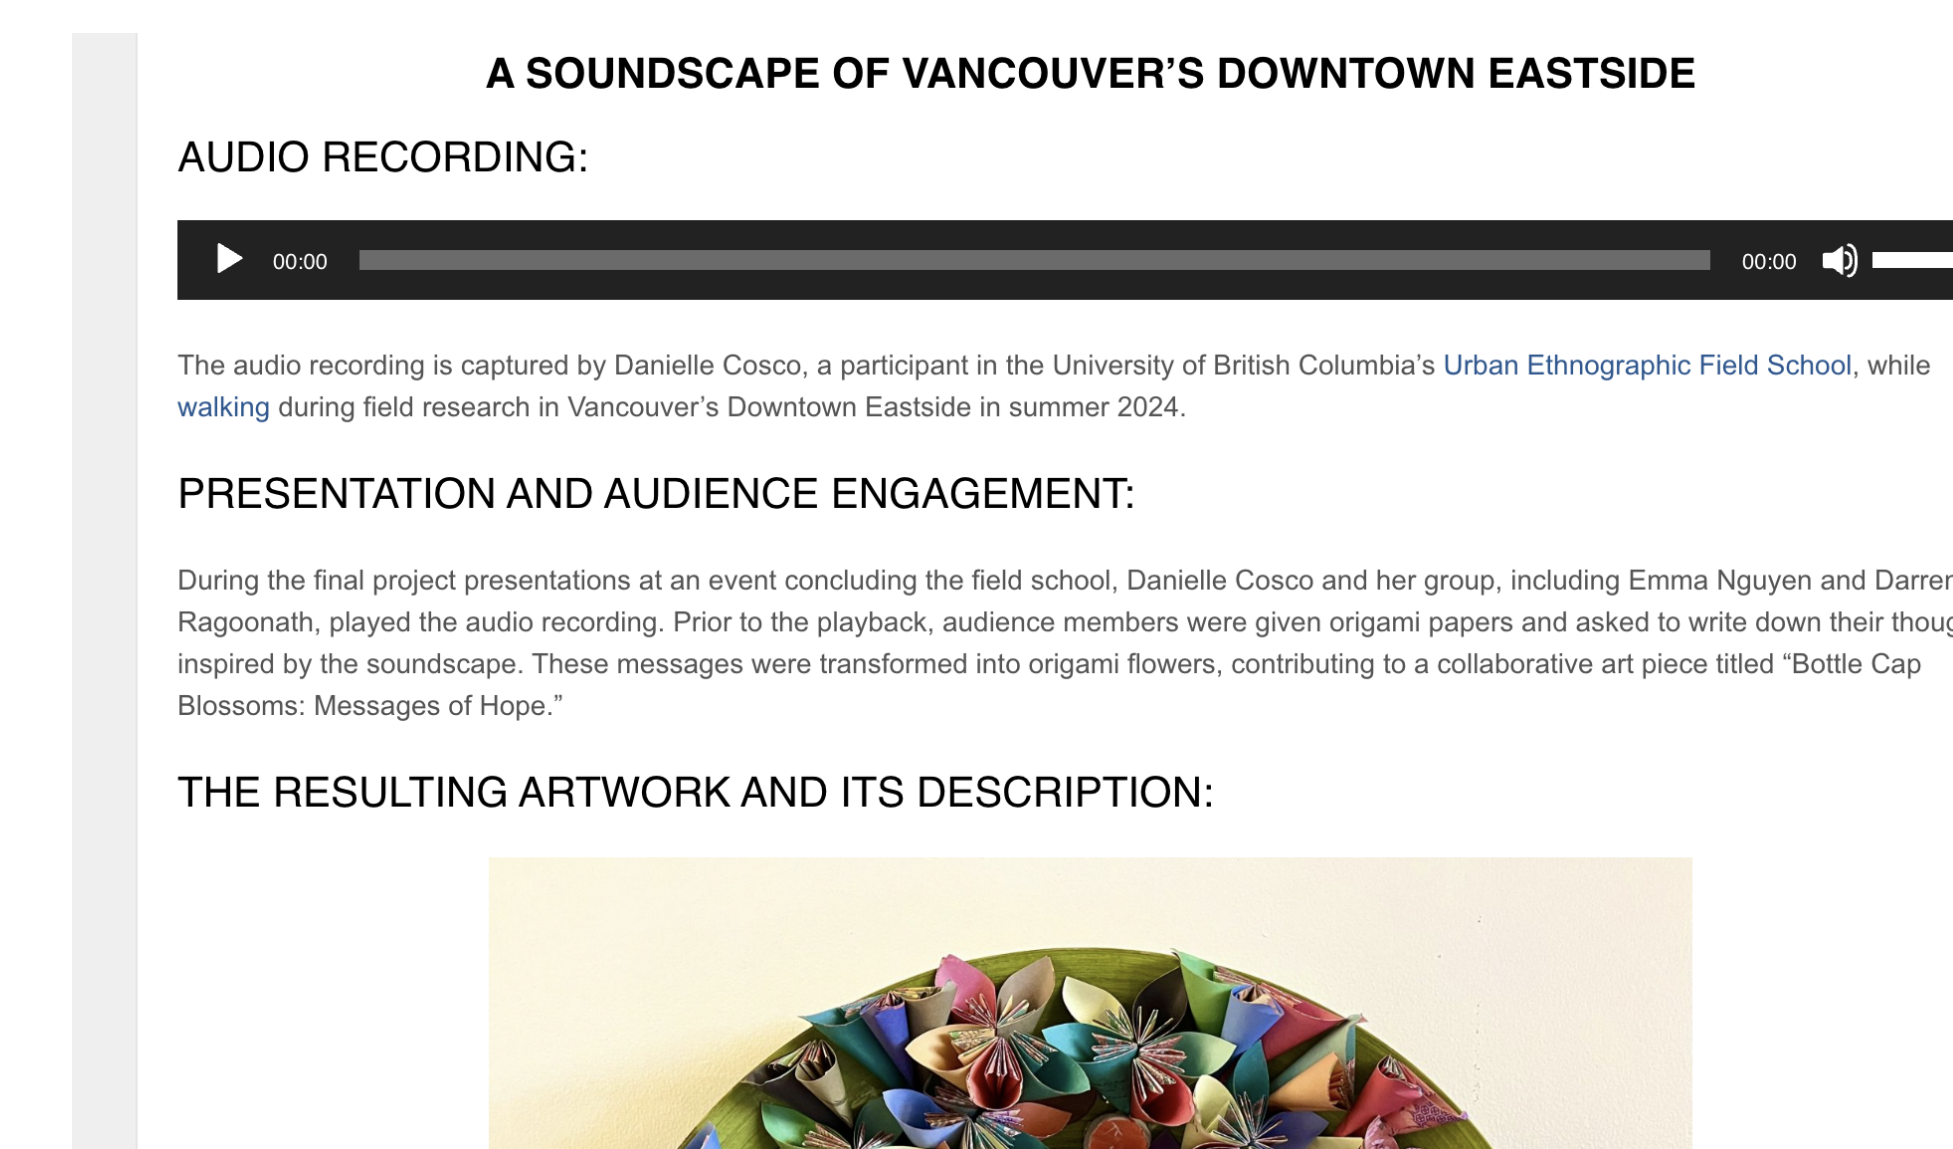 A SOUNDSCAPE OF VANCOUVER’S DOWNTOWN EASTSIDE
AUDIO RECORDING:
00:00 00:00
The audio recording is captured by Danielle Cosco, a participant in the University of British Columbia’s Urban Ethnographic Field School, while
walking during field research in Vancouver’s Downtown Eastside in summer 2024.
PRESENTATION AND AUDIENCE ENGAGEMENT:
During the final project presentations at an event concluding the field school, Danielle Cosco and her group, including Emma Nguyen and
Ragoonath, played the audio recording. Prior to the playback, audience members were given origami papers and asked to write down their
inspired by the soundscape. These messages were transformed into origami flowers, contributing to a collaborative art piece titled “Bottle Cap
Blossoms: Messages of Hope.”
THE RESULTING ARTWORK AND ITS DESCRIPTION: